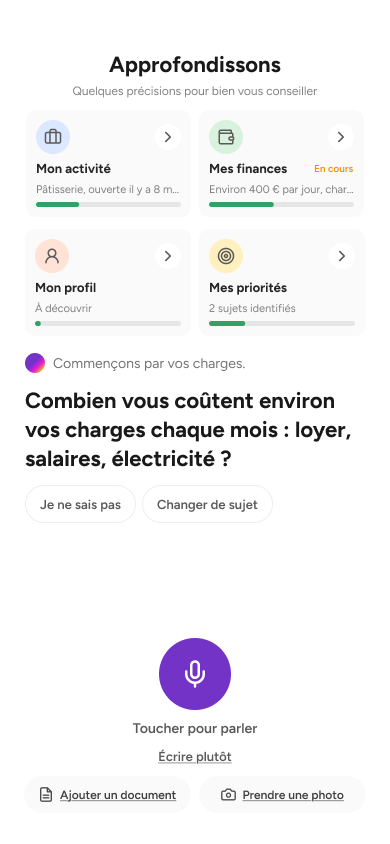 Approfondissons
Quelques précisions pour bien vous conseiller
Mon activité
Pâtisserie, ouverte il y a 8 m...
Mes finances
En cours
Environ 400 € par jour, char...
Mon profil
À découvrir
Mes priorités
2 sujets identifiés
Commençons par vos charges.
Combien vous coûtent environ
vos charges chaque mois : loyer,
salaires, électricité ?
Je ne sais pas
Changer de sujet
Toucher pour parler
Écrire plutôt
Ajouter un document
Prendre une photo